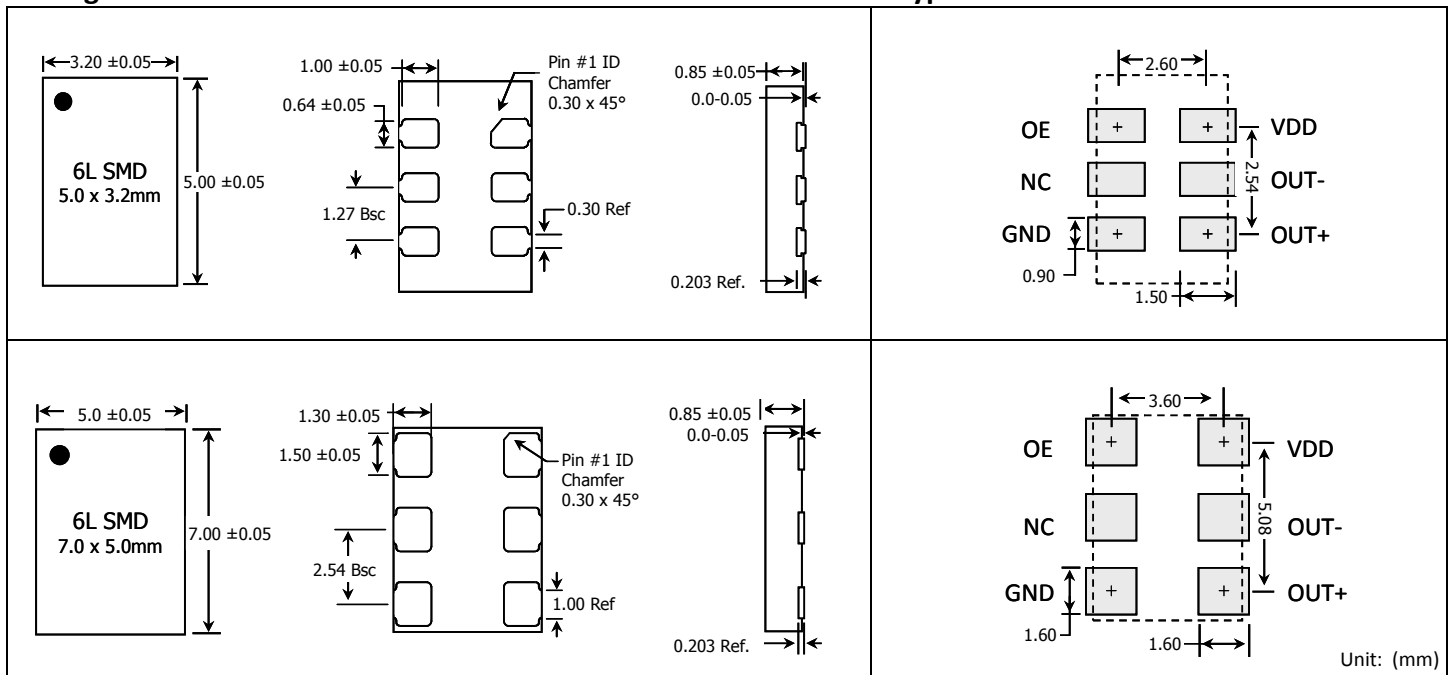 3.20 ±0.05
6L SMD
5.0 x 3.2mm
5.00 ±0.05
1.00 ±0.05
0.64 ±0.05
1.27 Bsc
Pin #1 ID
Chamfer
0.30 x 45°
0.30 Ref
0.85 ±0.05
0.0-0.05
0.203 Ref.
2.60
OE
VDD
NC
OUT-
2.54
GND
OUT+
0.90
1.50
5.0 ±0.05
6L SMD
7.0 x 5.0mm
7.00 ±0.05
1.30 ±0.05
1.50 ±0.05
2.54 Bsc
Pin #1 ID
Chamfer
0.30 x 45°
1.00 Ref
0.85 ±0.05
0.0-0.05
0.203 Ref.
3.60
OE
VDD
NC
OUT-
5.08
GND
OUT+
1.60
1.60
Unit: (mm)